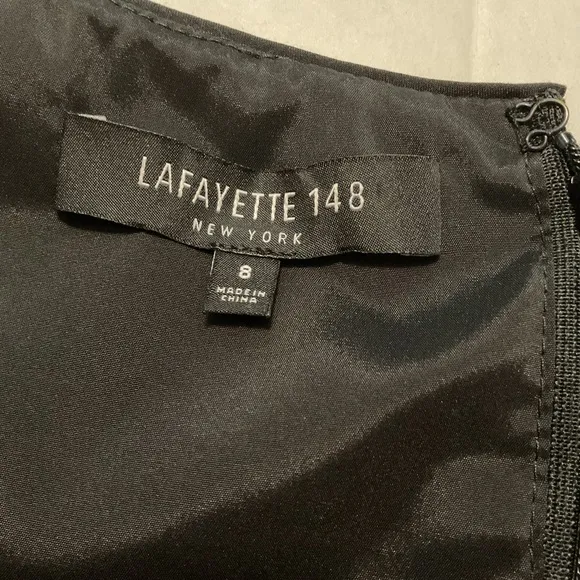 LAFAYETTE 148
NEW YORK
8
MADE IN
CHINA